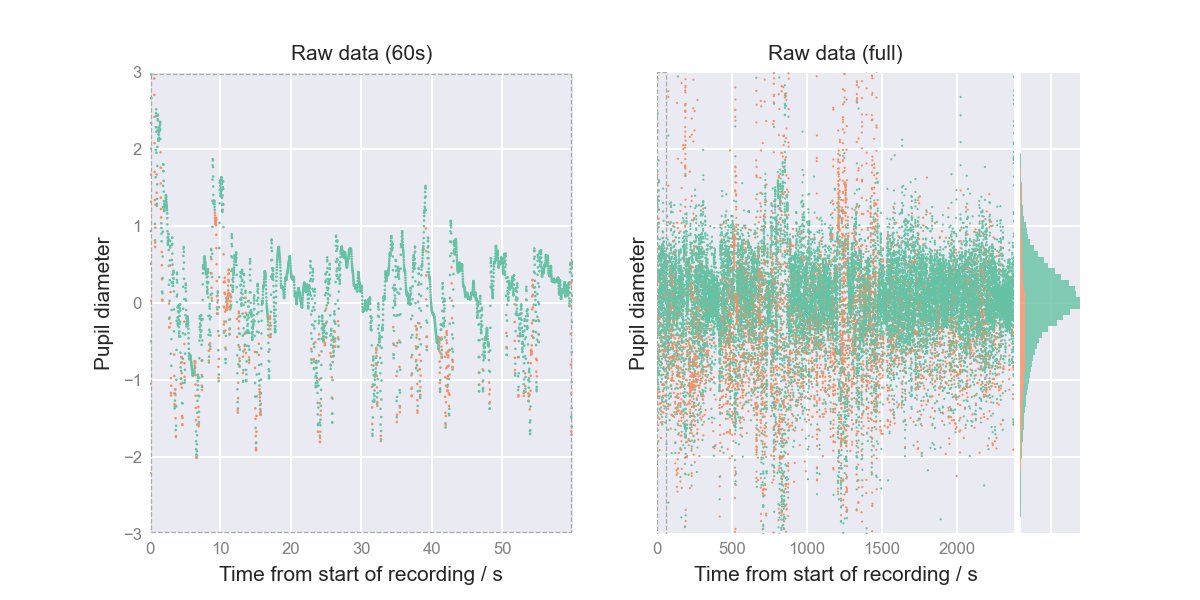 Raw data (60s)
Raw data (full)
Pupil diameter
3
2
1
0
−1
−2
−3
0 10 20 30 40 50
Time from start of recording / s
Pupil diameter
0 500 1000 1500 2000
Time from start of recording / s